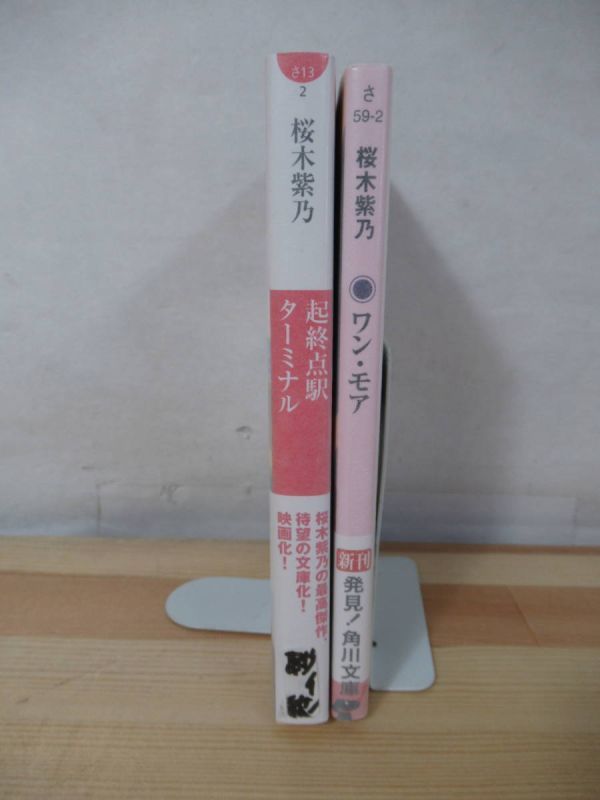 さ13
2
桜木紫乃
起終点駅
ターミナル
桜木紫乃の最高傑作、
待望の文庫化！
映画化！
さ
59-2
桜木紫乃
ワン・モア
新刊
発見！角川文庫